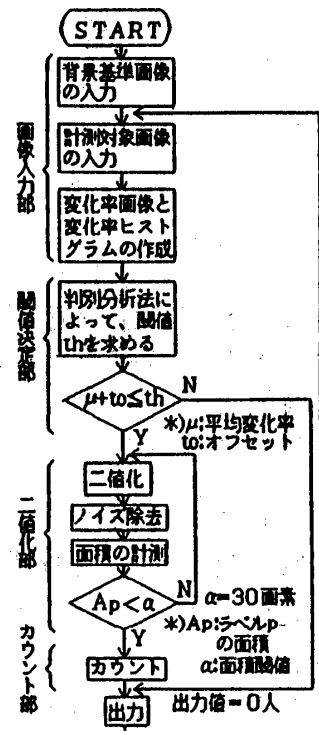 START
背景基準画像
の入力
計測対象画像
の入力
変化率画像と
変化率ヒスト
グラムの作成
画像入力部
判別分析法に
よって、閾値
thを求める
閾値決定部
μ+to≦th
N
Y
*)μ:平均変化率
to:オフセット
二値化
ノイズ除去
面積の計測
二値化部
Ap<α
N
Y
α=30画素
*)Ap:ラベルp
の面積
α:面積閾値
カウント
カウント部
出力
出力値=0人